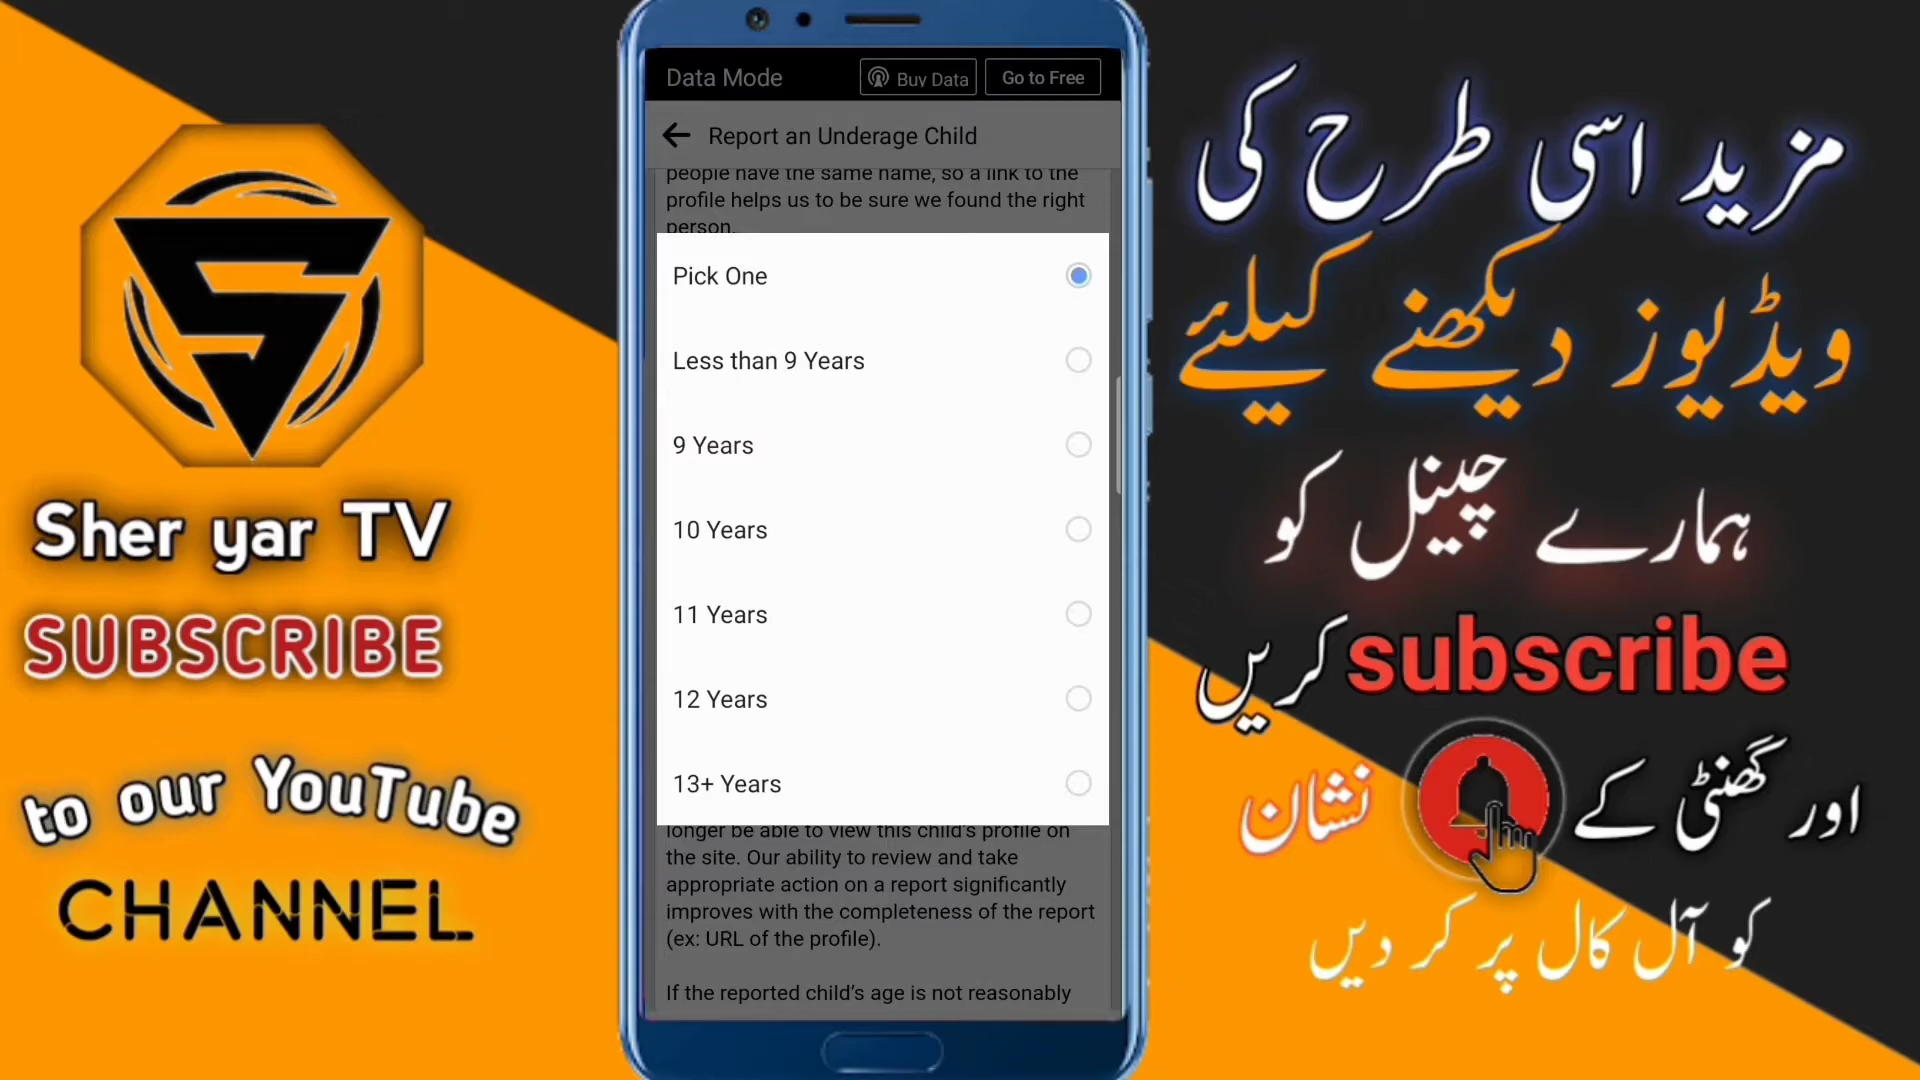 Sher yar TV
SUBSCRIBE
to our YouTube
CHANNEL
Data Mode
Buy Data
Go to Free
Report an Underage Child
people have the same name, so a link to the
profile helps us to be sure we found the right
person.
Pick One
Less than 9 Years
9 Years
10 Years
11 Years
12 Years
13+ Years
longer be able to view this child's profile on
the site. Our ability to review and take
appropriate action on a report significantly
improves with the completeness of the report
(ex: URL of the profile).
If the reported child’s age is not reasonably
مزید اسی طرح کی
ویڈیوز دیکھنے کیلئے
ہمارے چینل کو
subscribe کریں
اور گھنٹی کے نشان
کو آل کال پر کر دیں